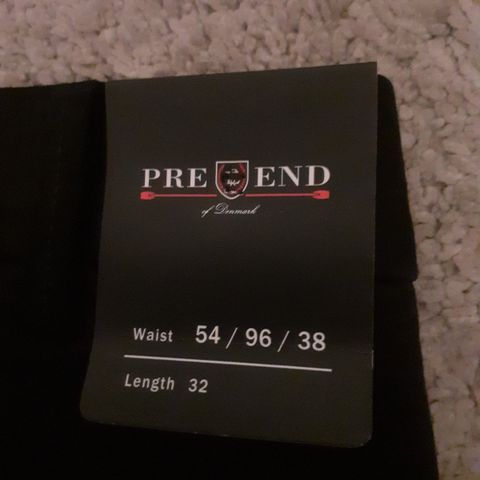 PRE END
of Denmark
Waist 54 / 96 / 38
Length 32